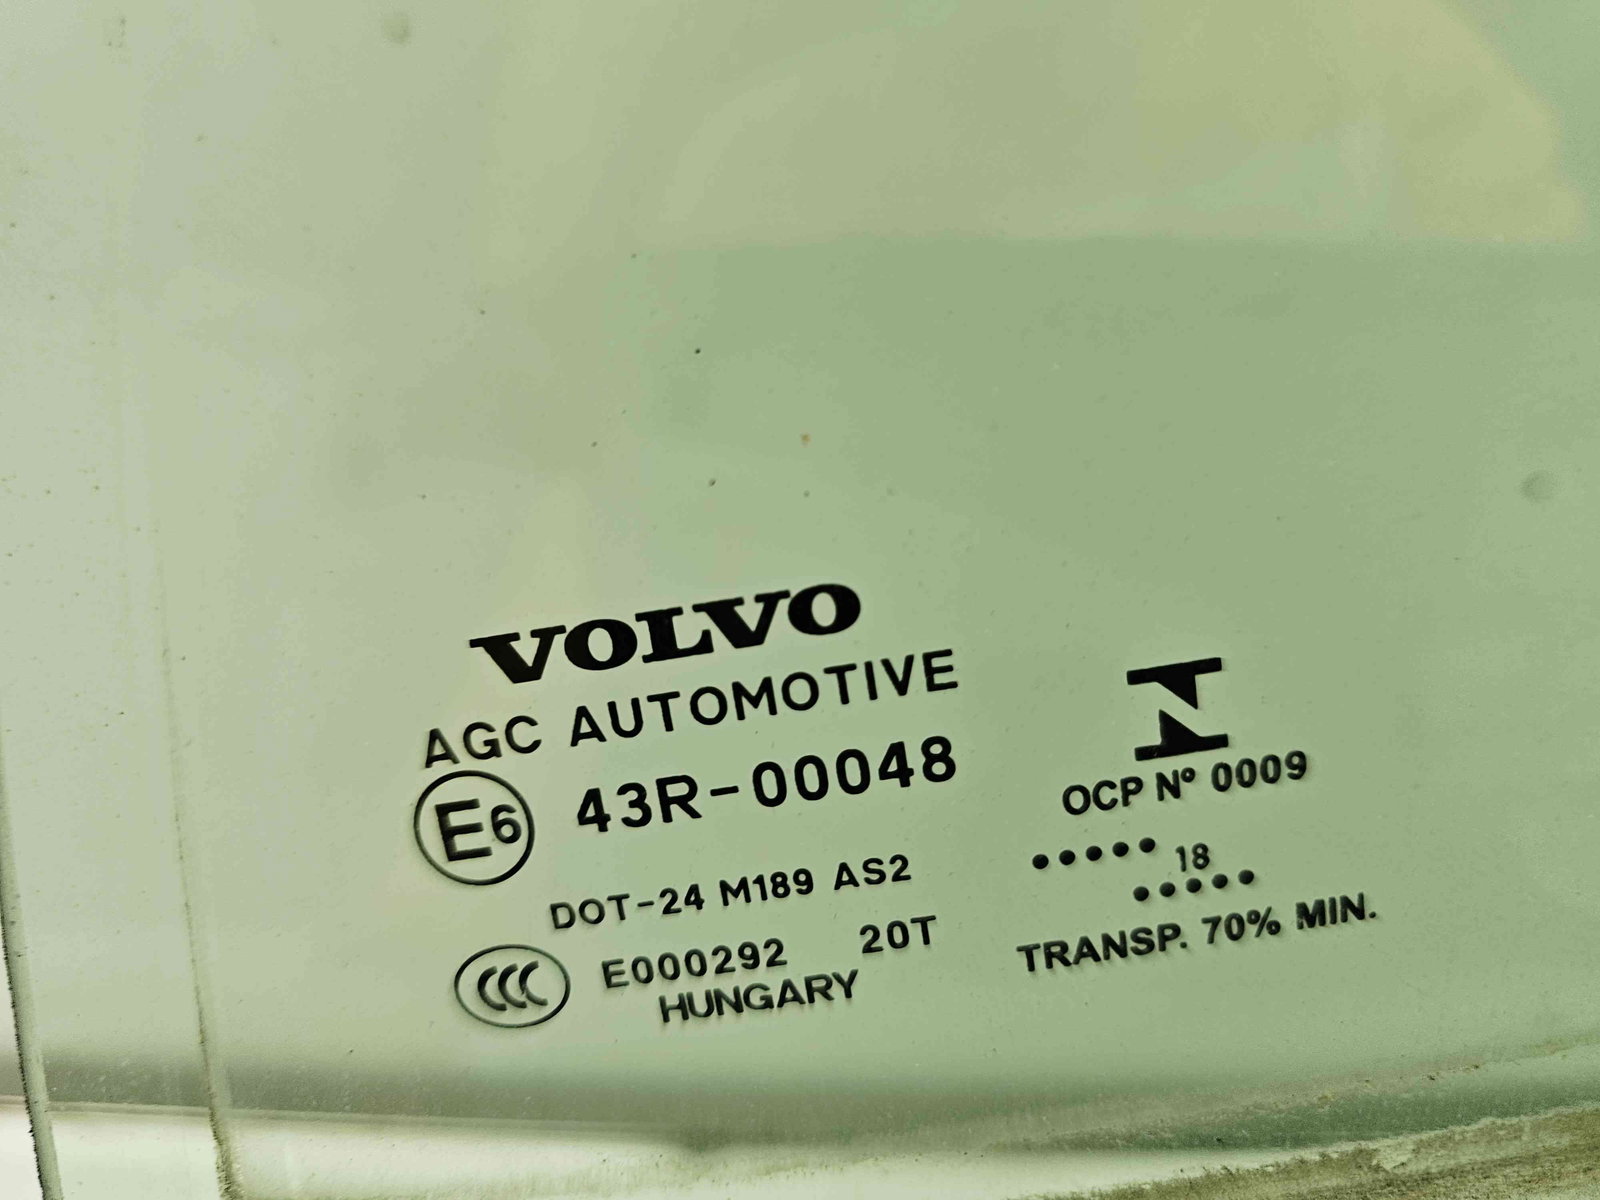 VOLVO
AGC AUTOMOTIVE
E6 43R-00048
DOT-24 M189 AS2
CCC E000292 20T
HUNGARY
OCP Nº 0009
••••• 18 •••••
TRANSP. 70% MIN.